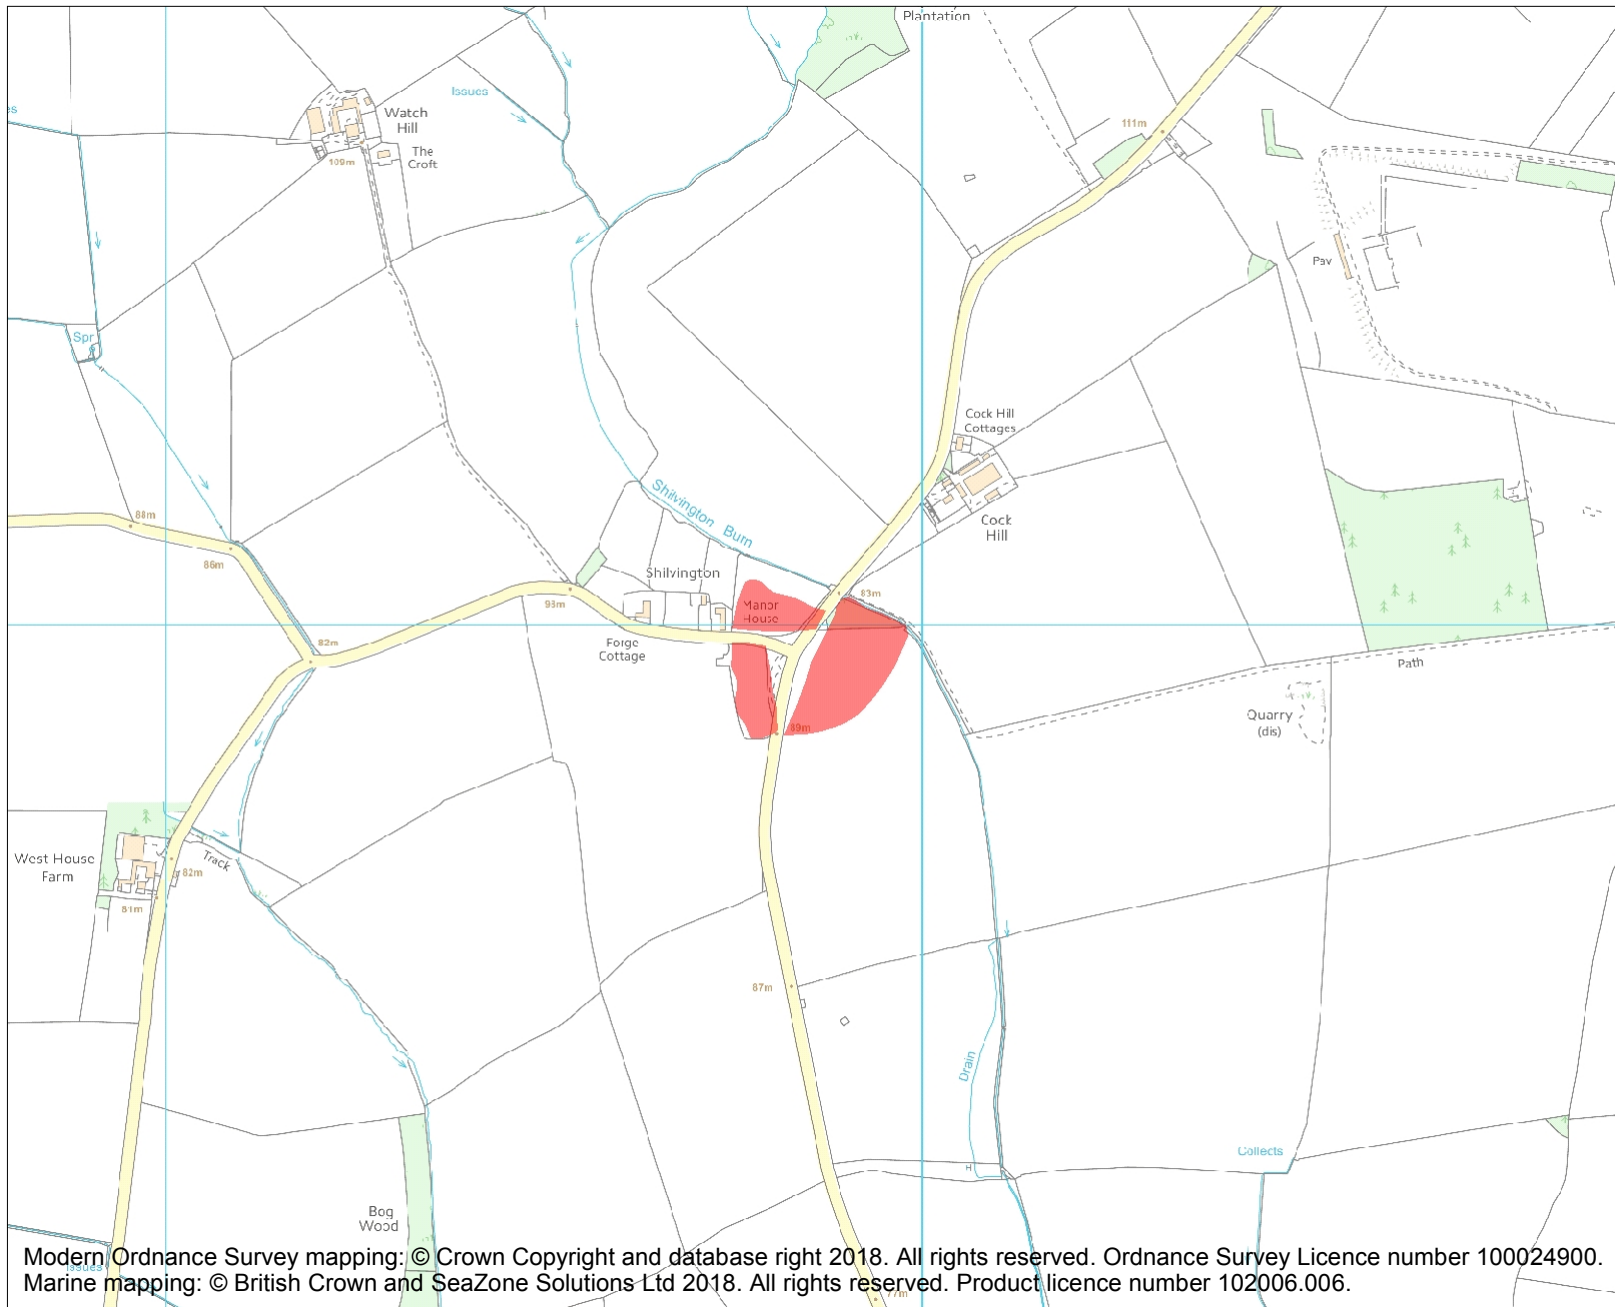 Plantation
Issues
es
Watch
Hill
The
Croft
109m
111m
Pav
Spr
Cock Hill
Cottages
Cock
Hill
Shilvington Burn
88m
86m
Shilvington
Manor
House
83m
93m
82m
Forge
Cottage
Path
89m
Quarry
(dis)
West House
Farm
Track
82m
81m
87m
Drain
H
Collects
Bog
Wood
Issues
77m
Modern Ordnance Survey mapping: © Crown Copyright and database right 2018. All rights reserved. Ordnance Survey Licence number 100024900.
Marine mapping: © British Crown and SeaZone Solutions Ltd 2018. All rights reserved. Product licence number 102006.006.